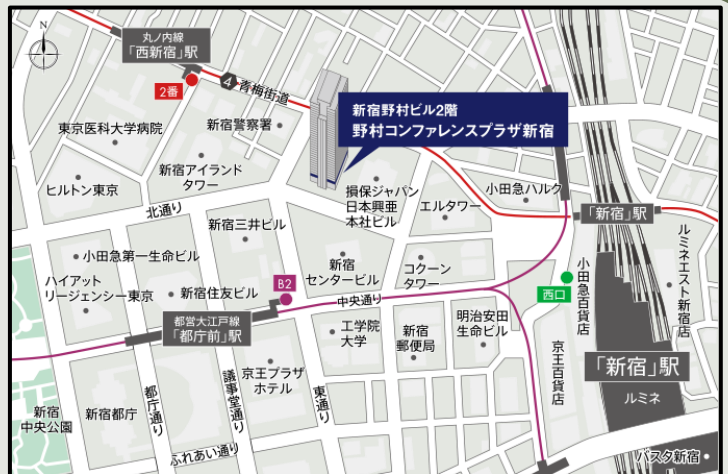 N
丸ノ内線
「西新宿」駅
2番
4
青梅街道
新宿野村ビル2階
野村コンファレンスプラザ新宿
東京医科大学病院
新宿警察署
新宿アイランド
タワー
ヒルトン東京
損保ジャパン
日本興亜
本社ビル
小田急ハルク
エルタワー
北通り
「新宿」駅
新宿三井ビル
小田急第一生命ビル
新宿
センタービル
コクーン
タワー
小田急百貨店
ルミネエスト新宿店
ハイアット
リージェンシー東京
新宿住友ビル
B2
西口
中央通り
都営大江戸線
「都庁前」駅
工学院
大学
新宿
郵便局
明治安田
生命ビル
京王百貨店
「新宿」駅
ルミネ
京王プラザ
ホテル
新宿
中央公園
新宿都庁
都庁通り
議事堂通り
東通り
ふれあい通り
バスタ新宿